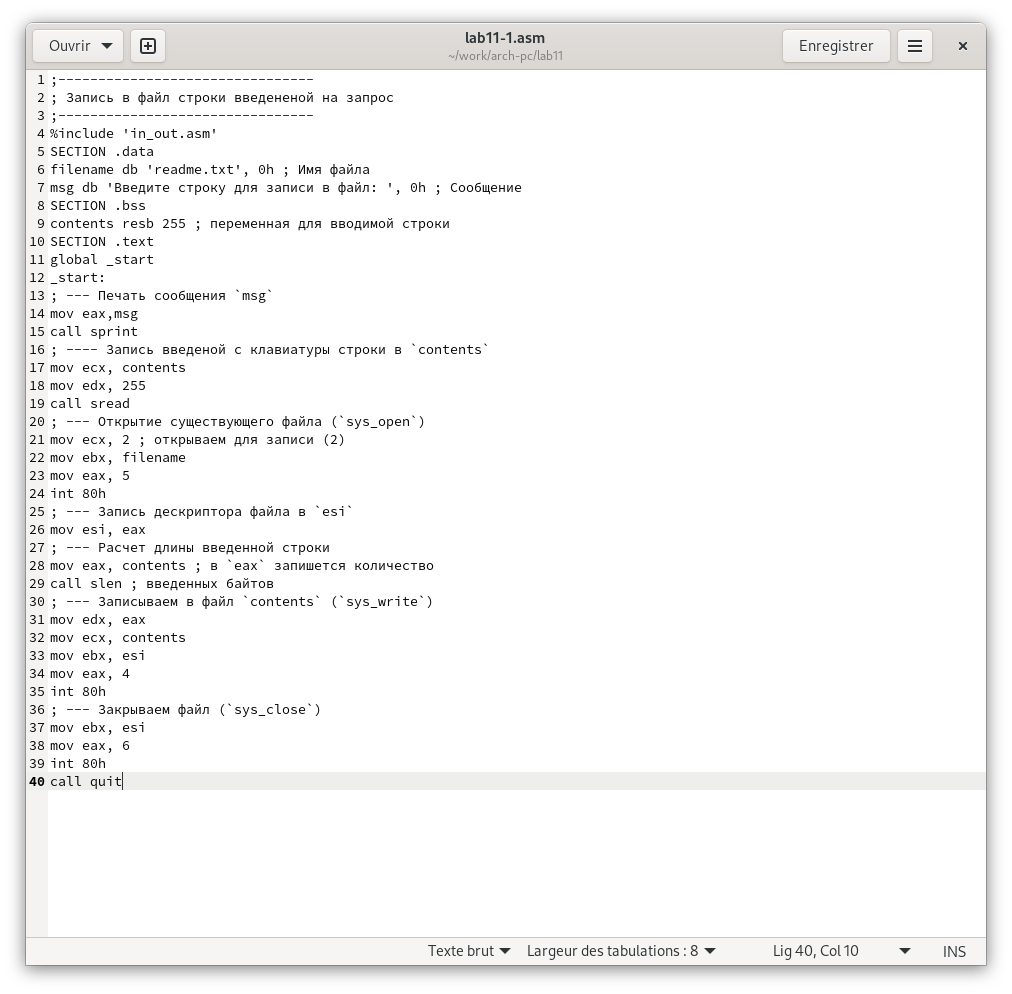 Ouvrir
lab11-1.asm
~/work/arch-pc/lab11
Enregistrer
1 ;--------------------------------
2 ; Запись в файл строки введененой на запрос
3 ;--------------------------------
4 %include 'in_out.asm'
5 SECTION .data
6 filename db 'readme.txt', 0h ; Имя файла
7 msg db 'Введите строку для записи в файл: ', 0h ; Сообщение
8 SECTION .bss
9 contents resb 255 ; переменная для вводимой строки
10 SECTION .text
11 global _start
12 _start:
13 ; --- Печать сообщения `msg`
14 mov eax,msg
15 call sprint
16 ; ---- Запись введеной с клавиатуры строки в `contents`
17 mov ecx, contents
18 mov edx, 255
19 call sread
20 ; --- Открытие существующего файла (`sys_open`)
21 mov ecx, 2 ; открываем для записи (2)
22 mov ebx, filename
23 mov eax, 5
24 int 80h
25 ; --- Запись дескриптора файла в `esi`
26 mov esi, eax
27 ; --- Расчет длины введенной строки
28 mov eax, contents ; в `eax` запишется количество
29 call slen ; введенных байтов
30 ; --- Записываем в файл `contents` (`sys_write`)
31 mov edx, eax
32 mov ecx, contents
33 mov ebx, esi
34 mov eax, 4
35 int 80h
36 ; --- Закрываем файл (`sys_close`)
37 mov ebx, esi
38 mov eax, 6
39 int 80h
40 call quit
Texte brut
Largeur des tabulations : 8
Lig 40, Col 10
INS